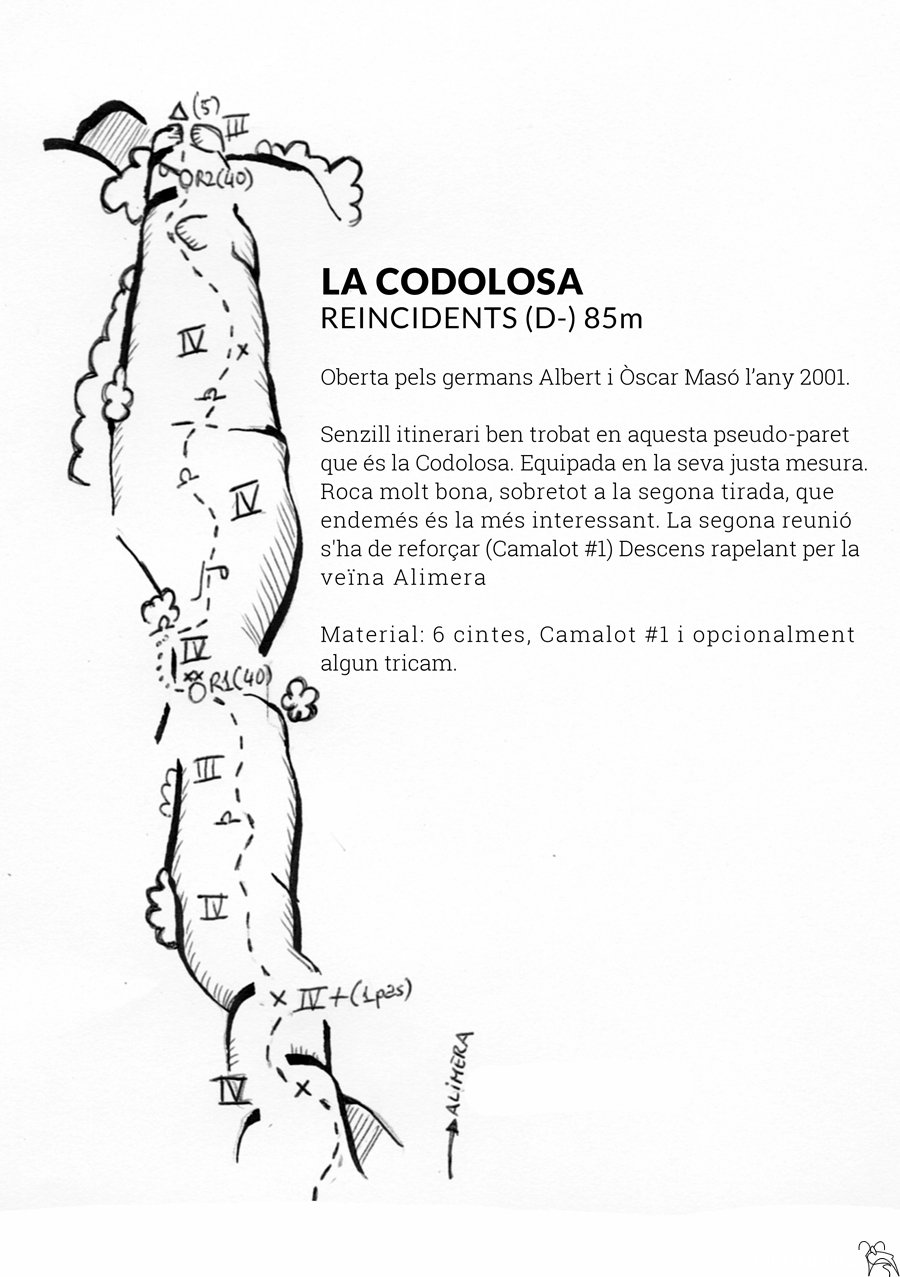 △(5)
III
R2(40)
LA CODOLOSA
REINCIDENTS (D-) 85m
IV
Oberta pels germans Albert i Òscar Masó l’any 2001.
Senzill itinerari ben trobat en aquesta pseudo-paret
que és la Codolosa. Equipada en la seva justa mesura.
IV
Roca molt bona, sobretot a la segona tirada, que
endemés és la més interessant. La segona reunió
s'ha de reforçar (Camalot #1) Descens rapelant per la
veïna Alimera
Material: 6 cintes, Camalot #1 i opcionalment
algun tricam.
IV
xx
R1(40)
III
IV
x IV+(1pas)
IV
x
ALiMERA